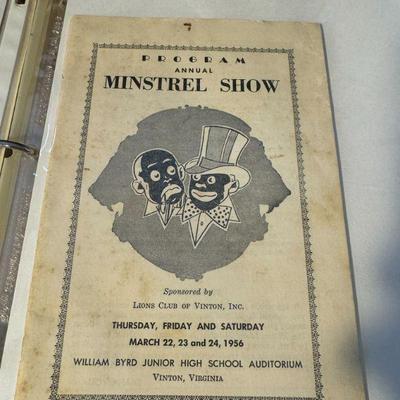 PROGRAM
ANNUAL
MINSTREL SHOW
Sponsored by
LIONS CLUB OF VINTON, INC.
THURSDAY, FRIDAY AND SATURDAY
MARCH 22, 23 and 24, 1956
WILLIAM BYRD JUNIOR HIGH SCHOOL AUDITORIUM
VINTON, VIRGINIA